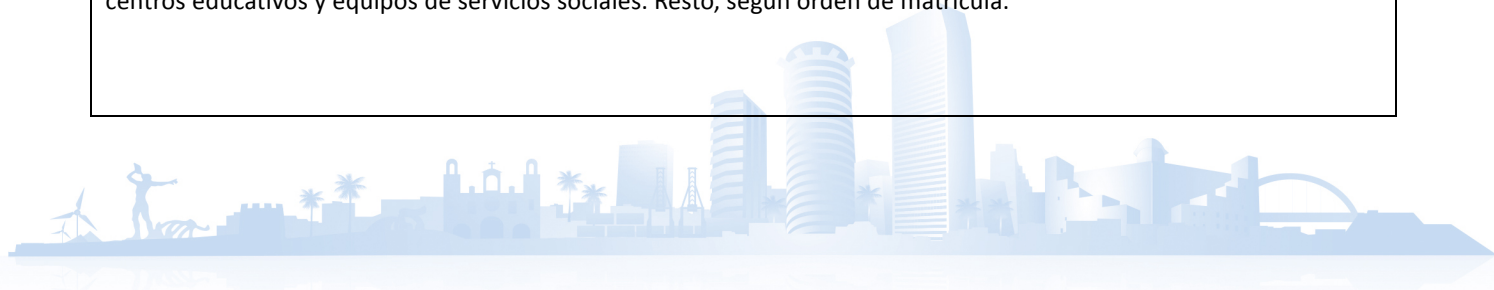 centros educativos y equipos de servicios sociales. Resto, según orden de matrícula.